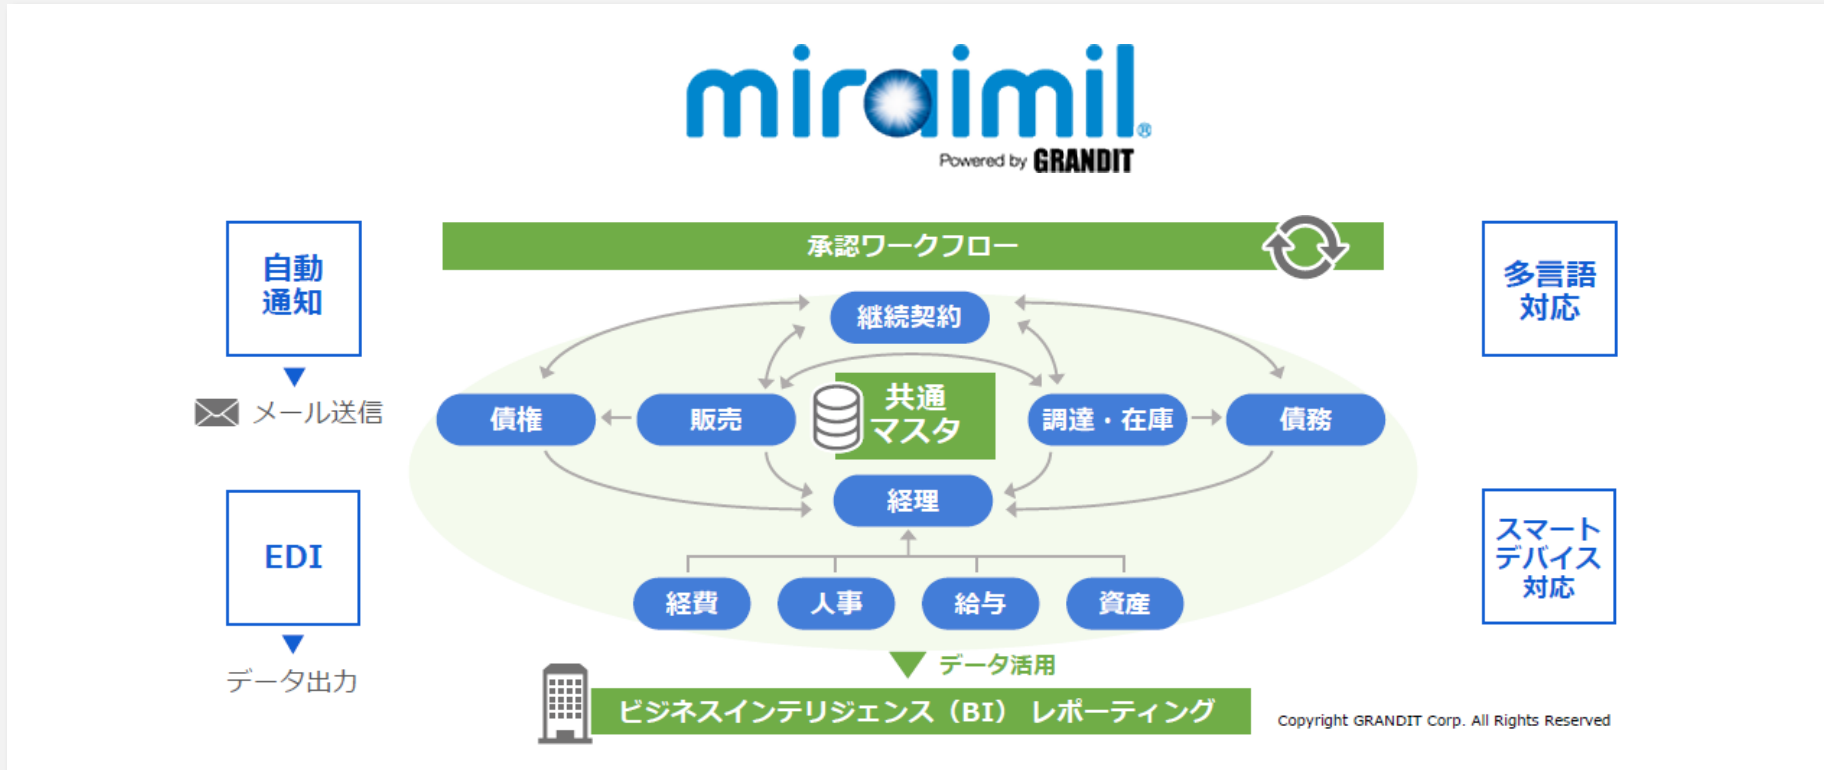 miraimil®
Powered by GRANDIT
承認ワークフロー
自動
通知
メール送信
EDI
データ出力
継続契約
債権
販売
共通
マスタ
調達・在庫
債務
経理
経費
人事
給与
資産
データ活用
ビジネスインテリジェンス（BI） レポーティング
多言語
対応
スマート
デバイス
対応
Copyright GRANDIT Corp. All Rights Reserved